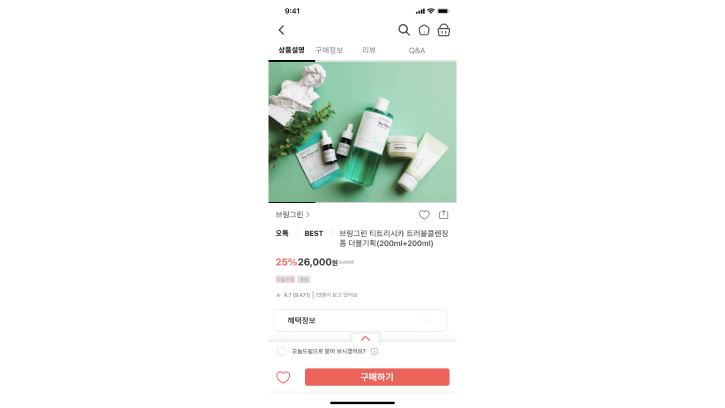 9:41
상품설명 구매정보 리뷰 Q&A
브링그린 >
오특 BEST 브링그린 티트리시카 트러블클렌징
폼 더블기획(200ml+200ml)
25%26,000원
오늘드림
4.7 (9,471) | 73명이 보고 있어요
혜택정보
오늘드림으로 받아 보시겠어요?
구매하기